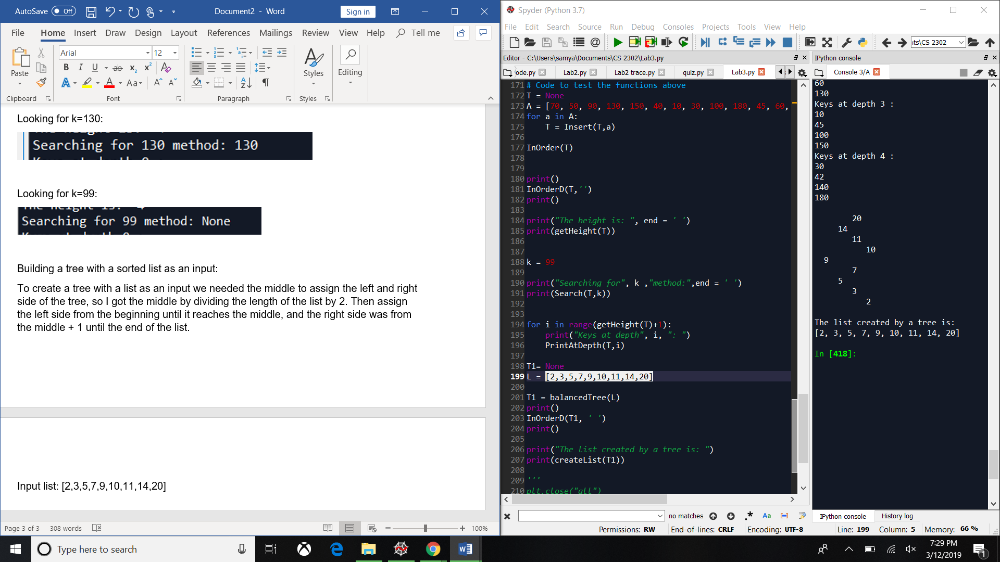 AutoSave Off
Document2 - Word
Sign in
File Home Insert Draw Design Layout References Mailings Review View Help Tell me
Paste
Arial 12
Styles
Editing
Clipboard Font Paragraph Styles
Looking for k=130:
Searching for 130 method: 130
Looking for k=99:
Searching for 99 method: None
Building a tree with a sorted list as an input:
To create a tree with a list as an input we needed the middle to assign the left and right
side of the tree, so I got the middle by dividing the length of the list by 2. Then assign
the left side from the beginning until it reaches the middle, and the right side was from
the middle + 1 until the end of the list.
Input list: [2,3,5,7,9,10,11,14,20]
Page 3 of 3 308 words 100%
Spyder (Python 3.7)
File Edit Search Source Run Debug Consoles Projects Tools View Help
ts\CS 2302
Editor - C:\Users\samya\Documents\CS 2302\Lab3.py
ode.py Lab2.py Lab2 trace.py quiz.py Lab3.py
171 # Code to test the functions above
172 T = None
173 A = [70, 50, 90, 130, 150, 40, 10, 30, 100, 180, 45, 60,
174 for a in A:
175 T = Insert(T,a)
176
177 InOrder(T)
178
179
180 print()
181 InOrderD(T,'')
182 print()
183
184 print("The height is: ", end = ' ')
185 print(getHeight(T))
186
187
188 k = 99
189
190 print("Searching for", k ,"method:",end = ' ')
191 print(Search(T,k))
192
193
194 for i in range(getHeight(T)+1):
195 print("Keys at depth", i, ": ")
196 PrintAtDepth(T,i)
197
198 T1= None
199 L = [2,3,5,7,9,10,11,14,20]
200
201 T1 = balancedTree(L)
202 print()
203 InOrderD(T1, ' ')
204 print()
205
206 print("The list created by a tree is: ")
207 print(createList(T1))
208
209 '''
210 plt.close("all")
no matches
Permissions: RW End-of-lines: CRLF Encoding: UTF-8 Line: 199 Column: 5 Memory: 66 %
IPython console
Console 3/A
60
130
Keys at depth 3 :
10
45
100
150
Keys at depth 4 :
30
42
140
180
20
14
11
10
9
7
5
3
2
The list created by a tree is:
[2, 3, 5, 7, 9, 10, 11, 14, 20]
In [418]:
IPython console History log
Type here to search
7:29 PM
3/12/2019
1